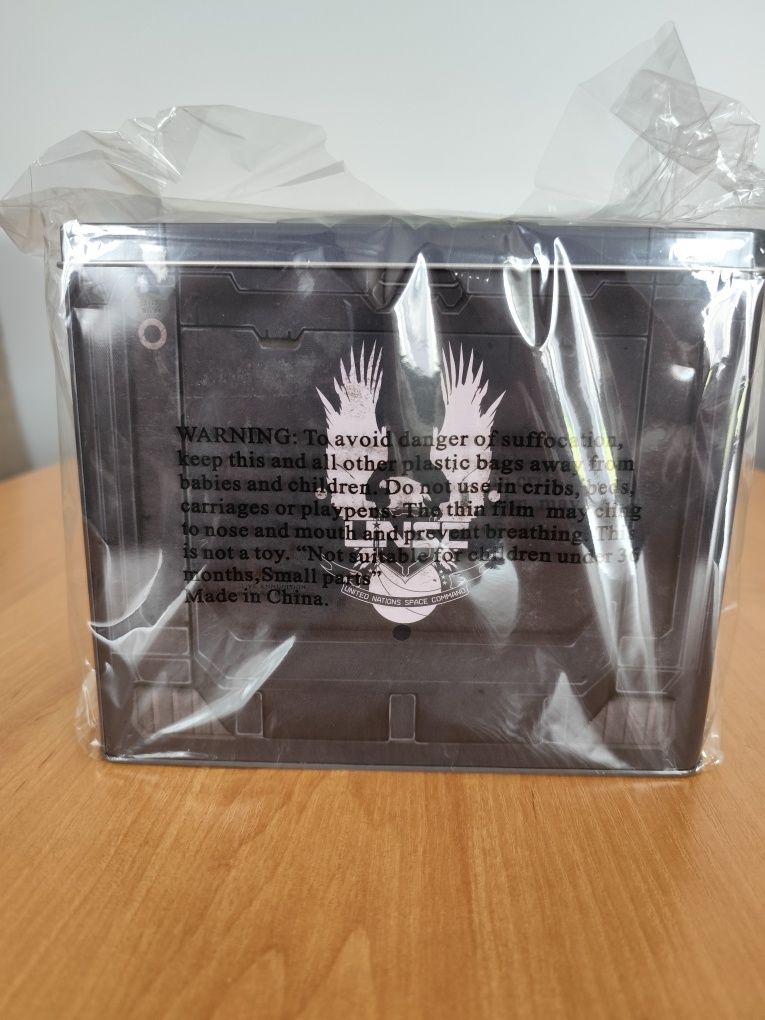 WARNING: To avoid danger of suffocation,
keep this and all other plastic bags away from
babies and children. Do not use in cribs, beds,
carriages or playpens. The thin film may cling
to nose and mouth and prevent breathing. This
is not a toy. “Not suitable for children under 36
months,Small parts”
Made in China.
UNSC
UNITED NATIONS SPACE COMMAND